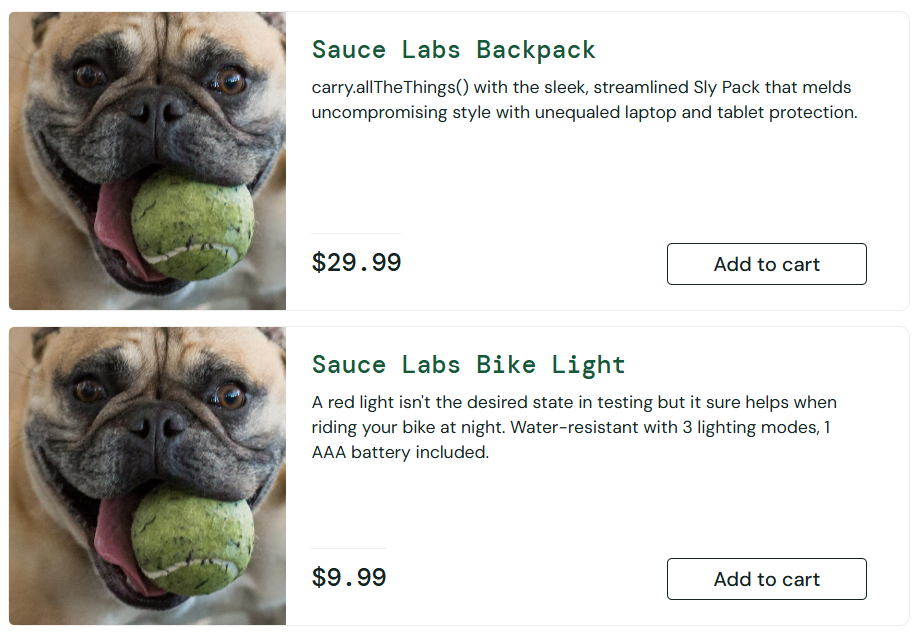 Sauce Labs Backpack
carry.allTheThings() with the sleek, streamlined Sly Pack that melds
uncompromising style with unequaled laptop and tablet protection.
$29.99
Add to cart
Sauce Labs Bike Light
A red light isn't the desired state in testing but it sure helps when
riding your bike at night. Water-resistant with 3 lighting modes, 1
AAA battery included.
$9.99
Add to cart